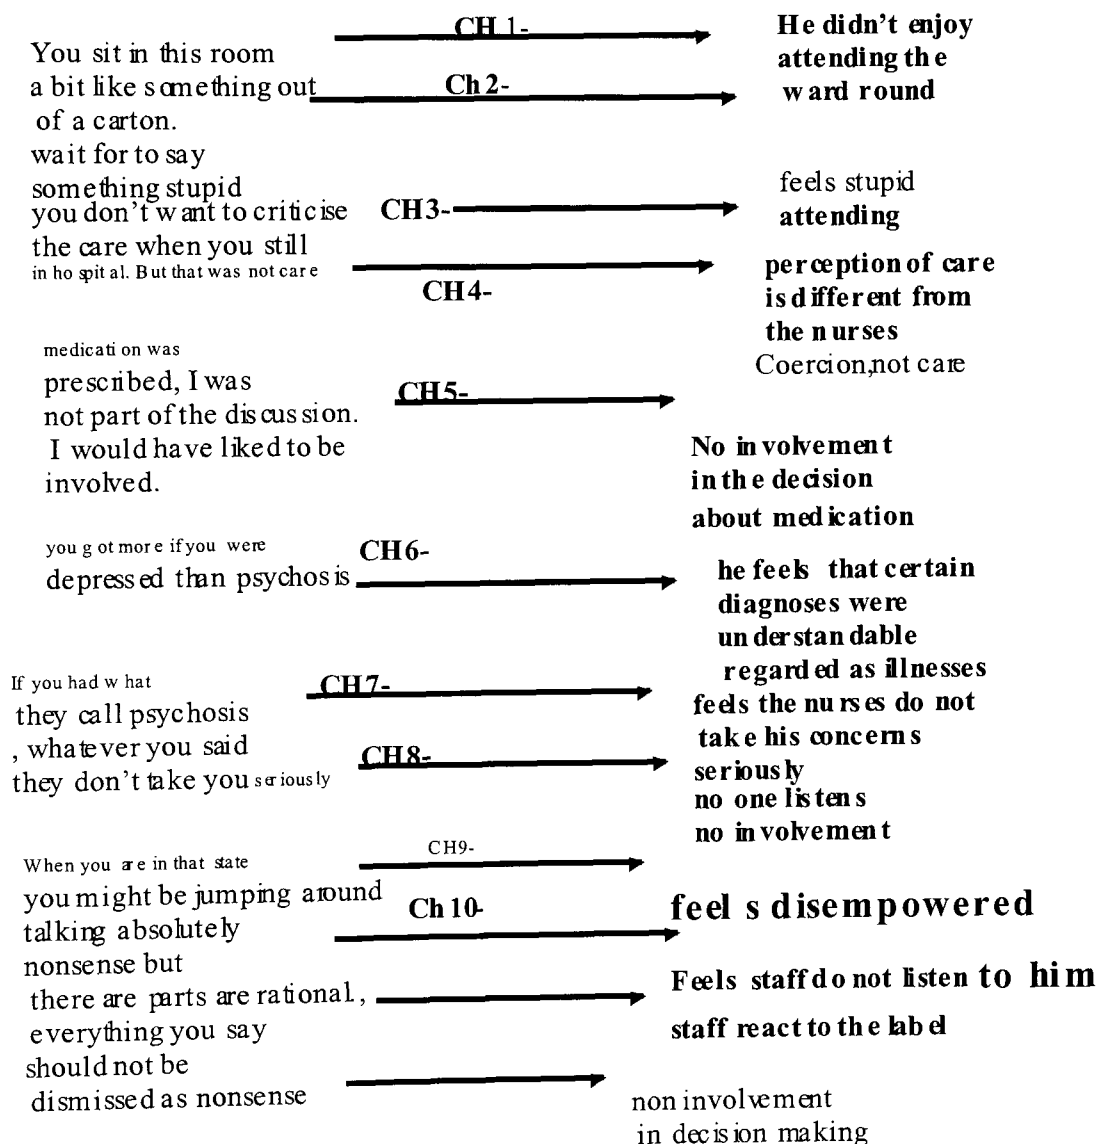 CH 1-
He didn't enjoy
You sit in this room
attending the
a bit like something out
Ch 2-
ward round
of a carton.
wait for to say
something stupid
feels stupid
you don't want to criticise
CH3-
attending
the care when you still
in hospital. But that was not care
CH4-
perception of care
is different from
the nurses
Coercion,not care
medication was
prescribed, I was
CH5-
not part of the discussion.
I would have liked to be
involved.
No involvement
in the decision
about medication
you got more if you were
CH6-
depressed than psychosis
he feels that certain
diagnoses were
understandable
regarded as illnesses
If you had what
CH7-
they call psychosis
feels the nurses do not
, whatever you said
take his concerns
CH8-
they don't take you seriously
seriously
no one listens
no involvement
When you are in that state
CH9-
you might be jumping around
Ch 10-
feels disempowered
talking absolutely
nonsense but
there are parts are rational,
Feels staff do not listen to him
everything you say
staff react to the label
should not be
dismissed as nonsense
non involvement
in decision making